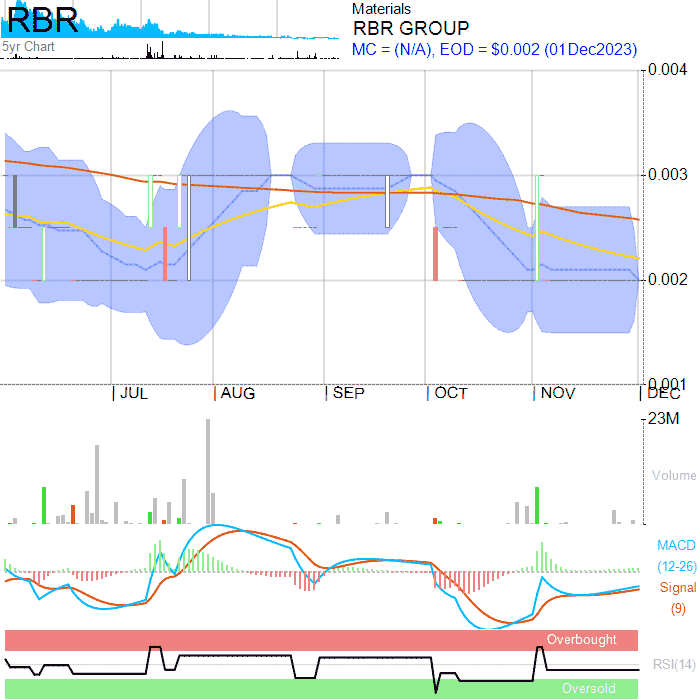 RBR
5yr Chart
Materials
RBR GROUP
MC = (N/A), EOD = $0.002 (01Dec2023)
0.004
0.003
0.002
0.001
JUL
AUG
SEP
OCT
NOV
DEC
23M
Volume
MACD
(12-26)
Signal
(9)
Overbought
RSI(14)
Oversold